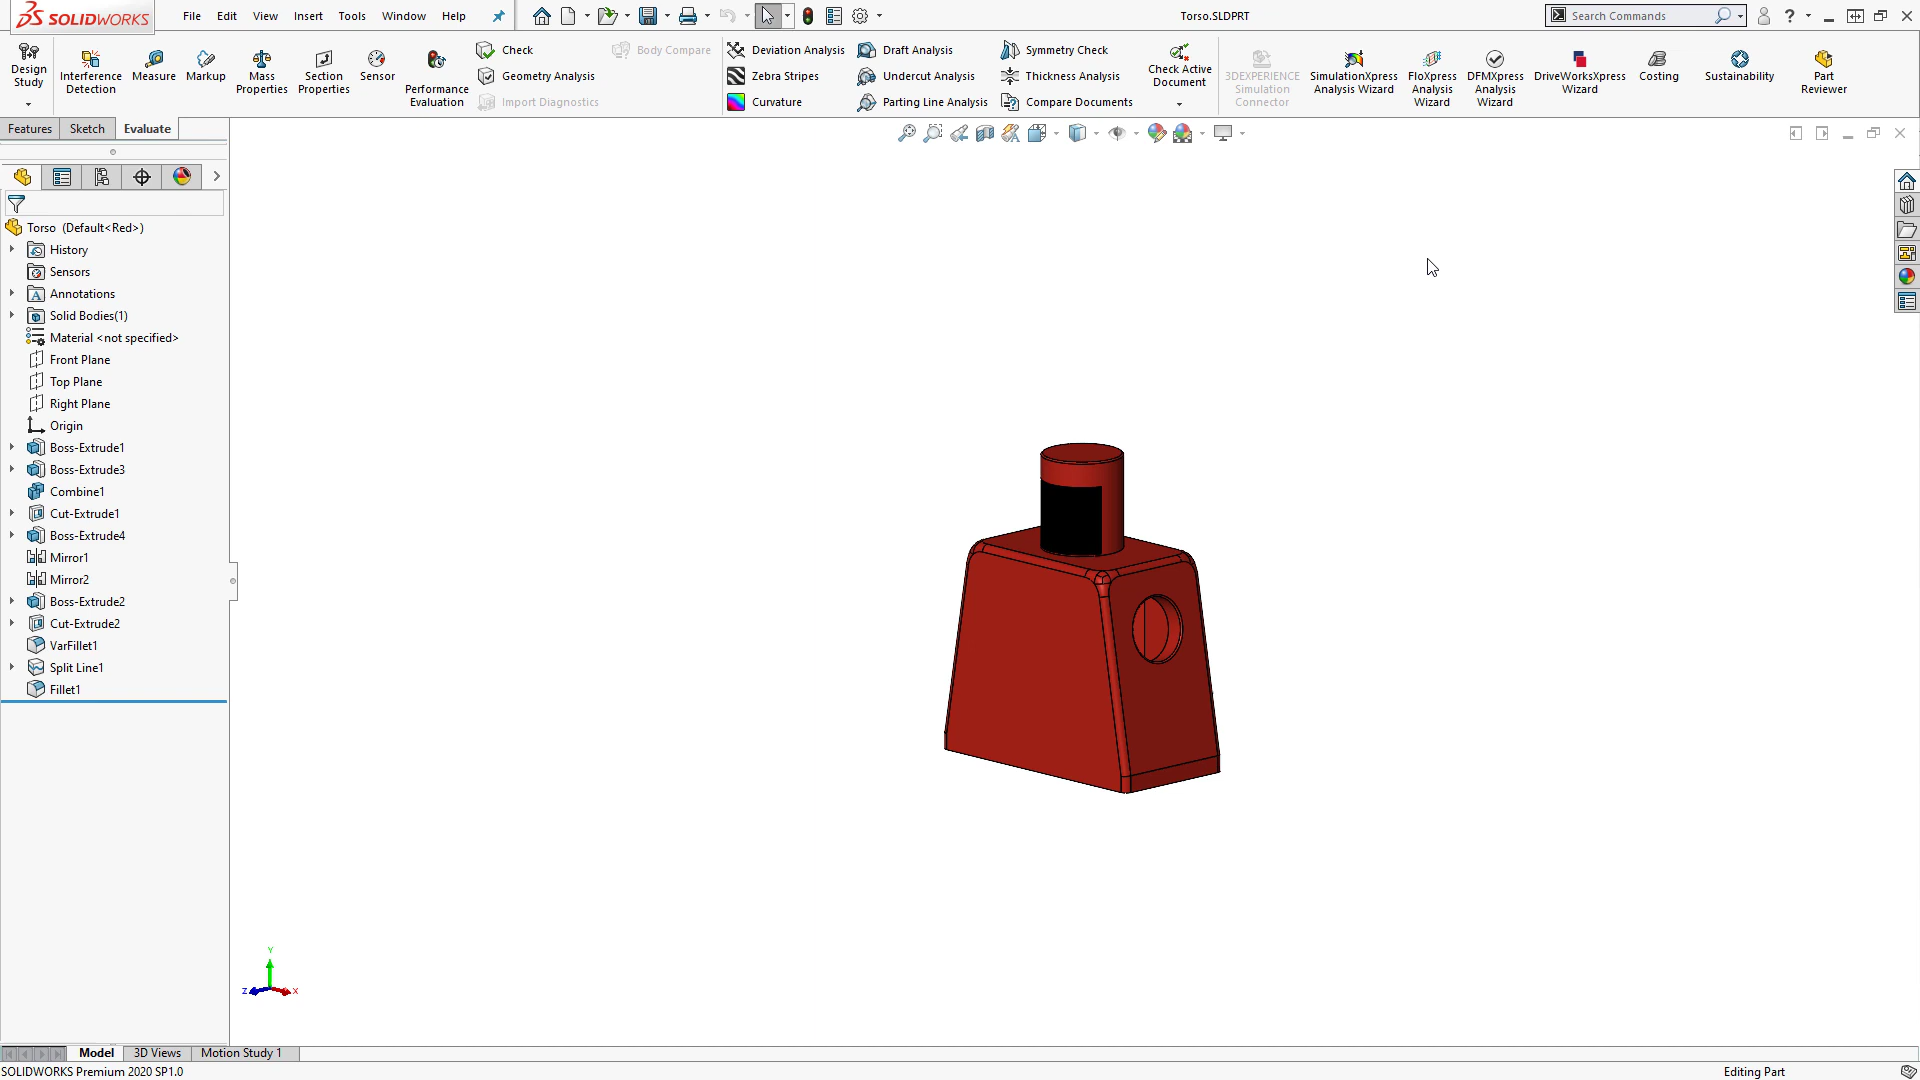 SOLIDWORKS File Edit View Insert Tools Window Help Torso.SLDPRT Search Commands ?
Design Study
Interference Detection
Measure
Markup
Mass Properties
Section Properties
Sensor
Performance Evaluation
Check
Geometry Analysis
Import Diagnostics
Body Compare
Deviation Analysis
Zebra Stripes
Curvature
Draft Analysis
Undercut Analysis
Parting Line Analysis
Symmetry Check
Thickness Analysis
Compare Documents
Check Active Document
3DEXPERIENCE Simulation Connector
SimulationXpress Analysis Wizard
FloXpress Analysis Wizard
DFMXpress Analysis Wizard
DriveWorksXpress Wizard
Costing
Sustainability
Part Reviewer
Features Sketch Evaluate
Torso (Default<Red>)
History
Sensors
Annotations
Solid Bodies(1)
Material <not specified>
Front Plane
Top Plane
Right Plane
Origin
Boss-Extrude1
Boss-Extrude3
Combine1
Cut-Extrude1
Boss-Extrude4
Mirror1
Mirror2
Boss-Extrude2
Cut-Extrude2
VarFillet1
Split Line1
Fillet1
Y
Z X
Model 3D Views Motion Study 1
SOLIDWORKS Premium 2020 SP1.0 Editing Part